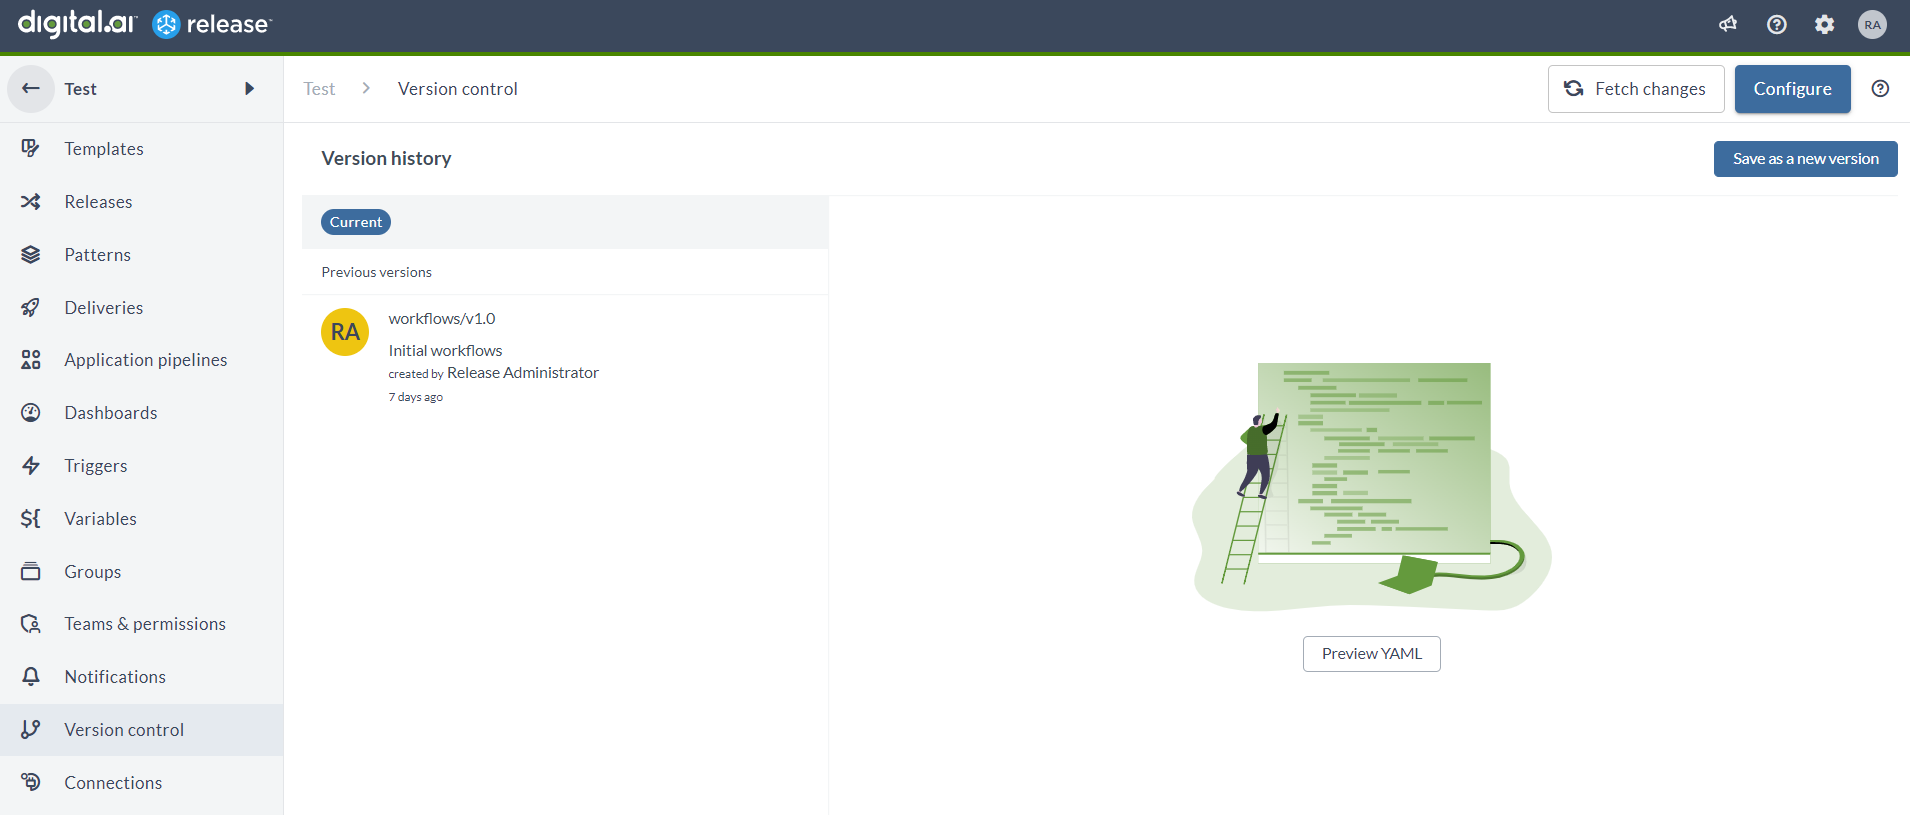 digital.ai release
RA
Test
Test > Version control
Fetch changes
Configure
Templates
Releases
Patterns
Deliveries
Application pipelines
Dashboards
Triggers
Variables
Groups
Teams & permissions
Notifications
Version control
Connections
Version history
Save as a new version
Current
Previous versions
RA
workflows/v1.0
Initial workflows
created by Release Administrator
7 days ago
Preview YAML